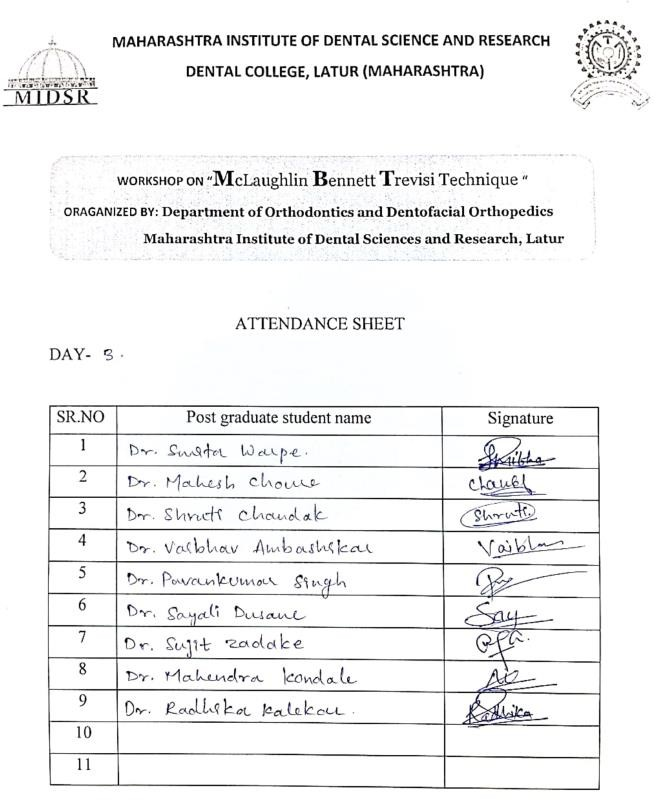 MAHARASHTRA INSTITUTE OF DENTAL SCIENCE AND RESEARCH
DENTAL COLLEGE, LATUR (MAHARASHTRA)
MIDSR
WORKSHOP ON "McLaughlin Bennett Trevisi Technique "
ORAGANIZED BY: Department of Orthodontics and Dentofacial Orthopedics
Maharashtra Institute of Dental Sciences and Research, Latur
ATTENDANCE SHEET
DAY- 3.
SR.NO Post graduate student name Signature
1 Dr. Warpe.
2 Dr. Mahesh
3 Dr. Shruti Chandak Shruti
4 Dr. Vaibhav Ambashkar Vaibhav
5 Dr. Pavankumar Singh
6 Dr. Sayali Dusane Say
7 Dr. Sujit Zadake
8 Dr. Mahendra Kondale
9 Dr. Radhika Kalekar. Radhika
10
11